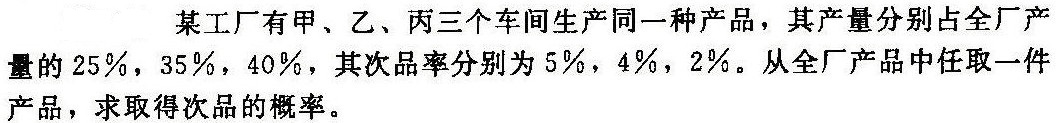 某工厂有甲、乙、丙三个车间生产同一种产品，其产量分别占全厂产
量的 25%，35%，40%，其次品率分别为 5%，4%，2%。从全厂产品中任取一件
产品，求取得次品的概率。